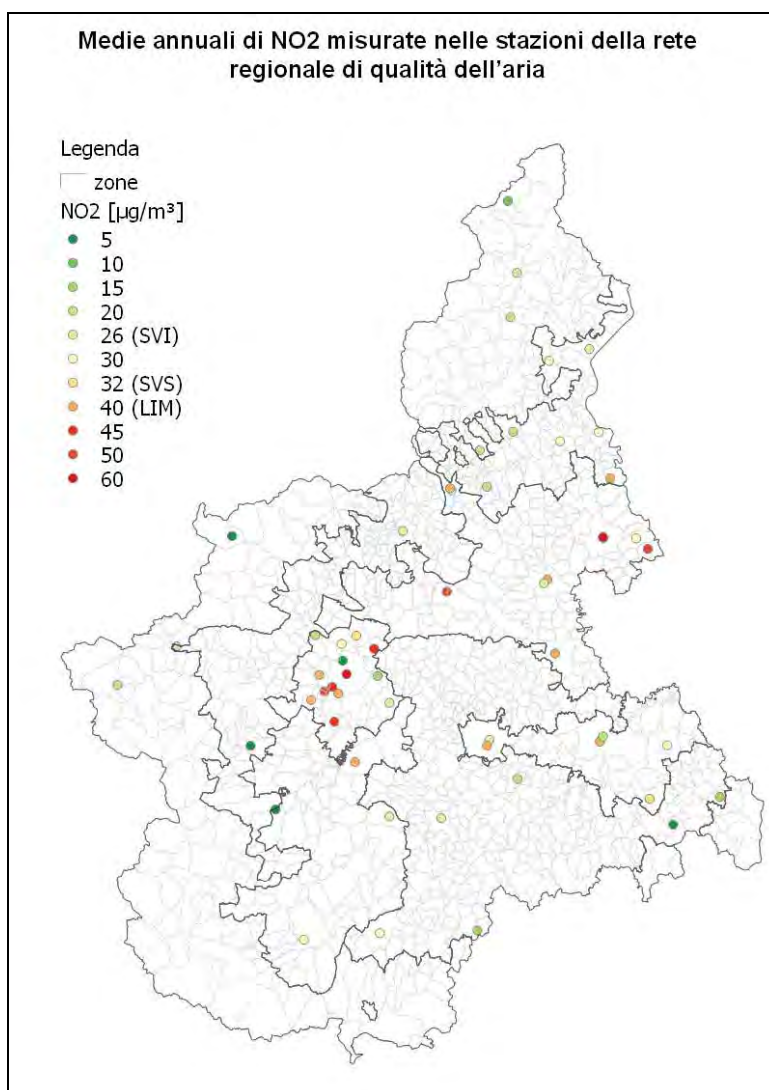 Medie annuali di NO2 misurate nelle stazioni della rete
regionale di qualità dell'aria
Legenda
zone
NO2 [µg/m³]
5
10
15
20
26 (SVI)
30
32 (SVS)
40 (LIM)
45
50
60